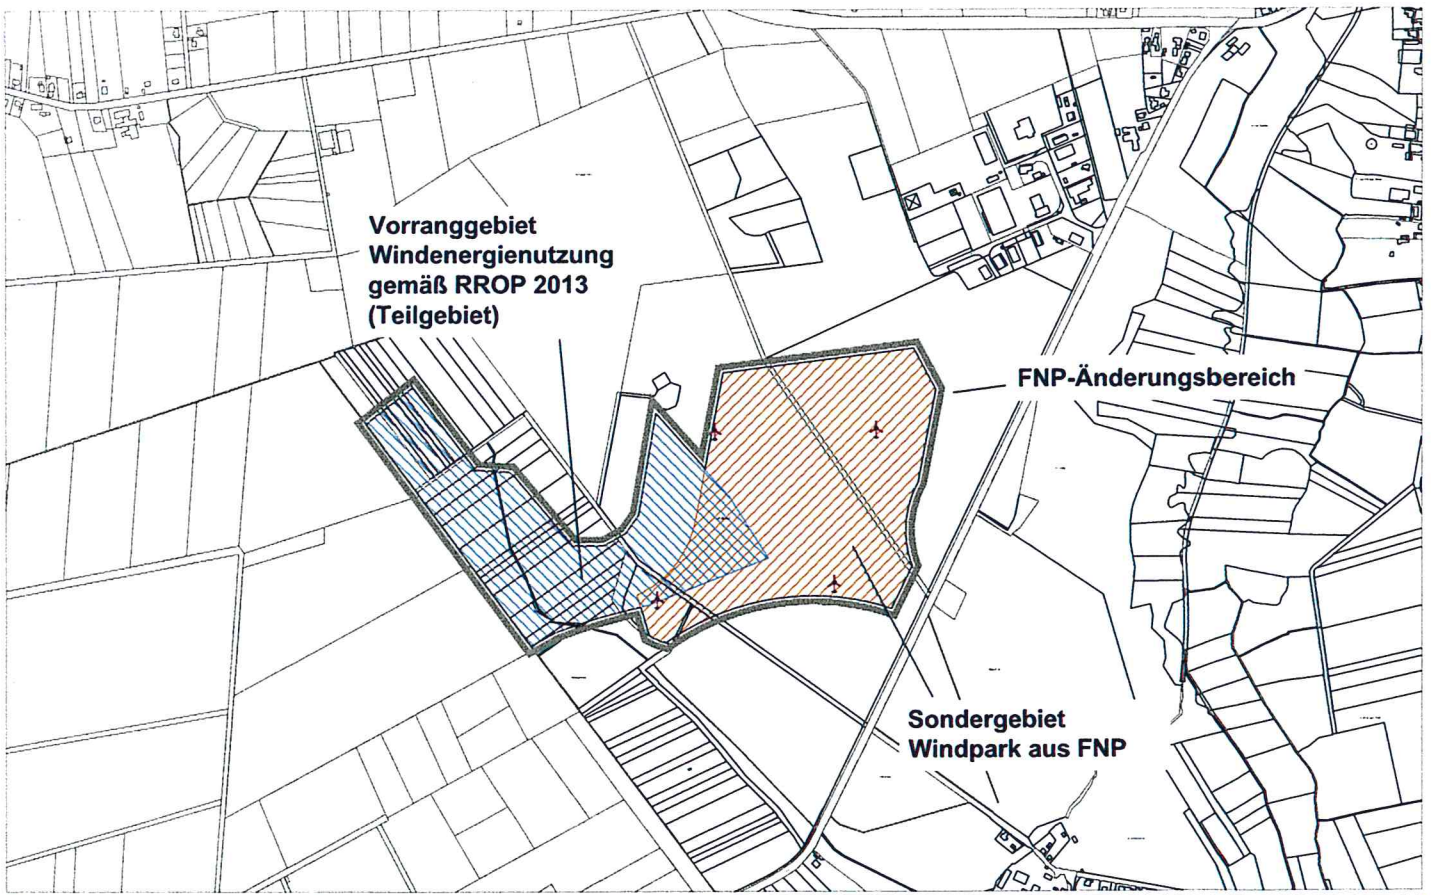 Vorranggebiet
Windenergienutzung
gemäß RROP 2013
(Teilgebiet)
FNP-Änderungsbereich
Sondergebiet
Windpark aus FNP